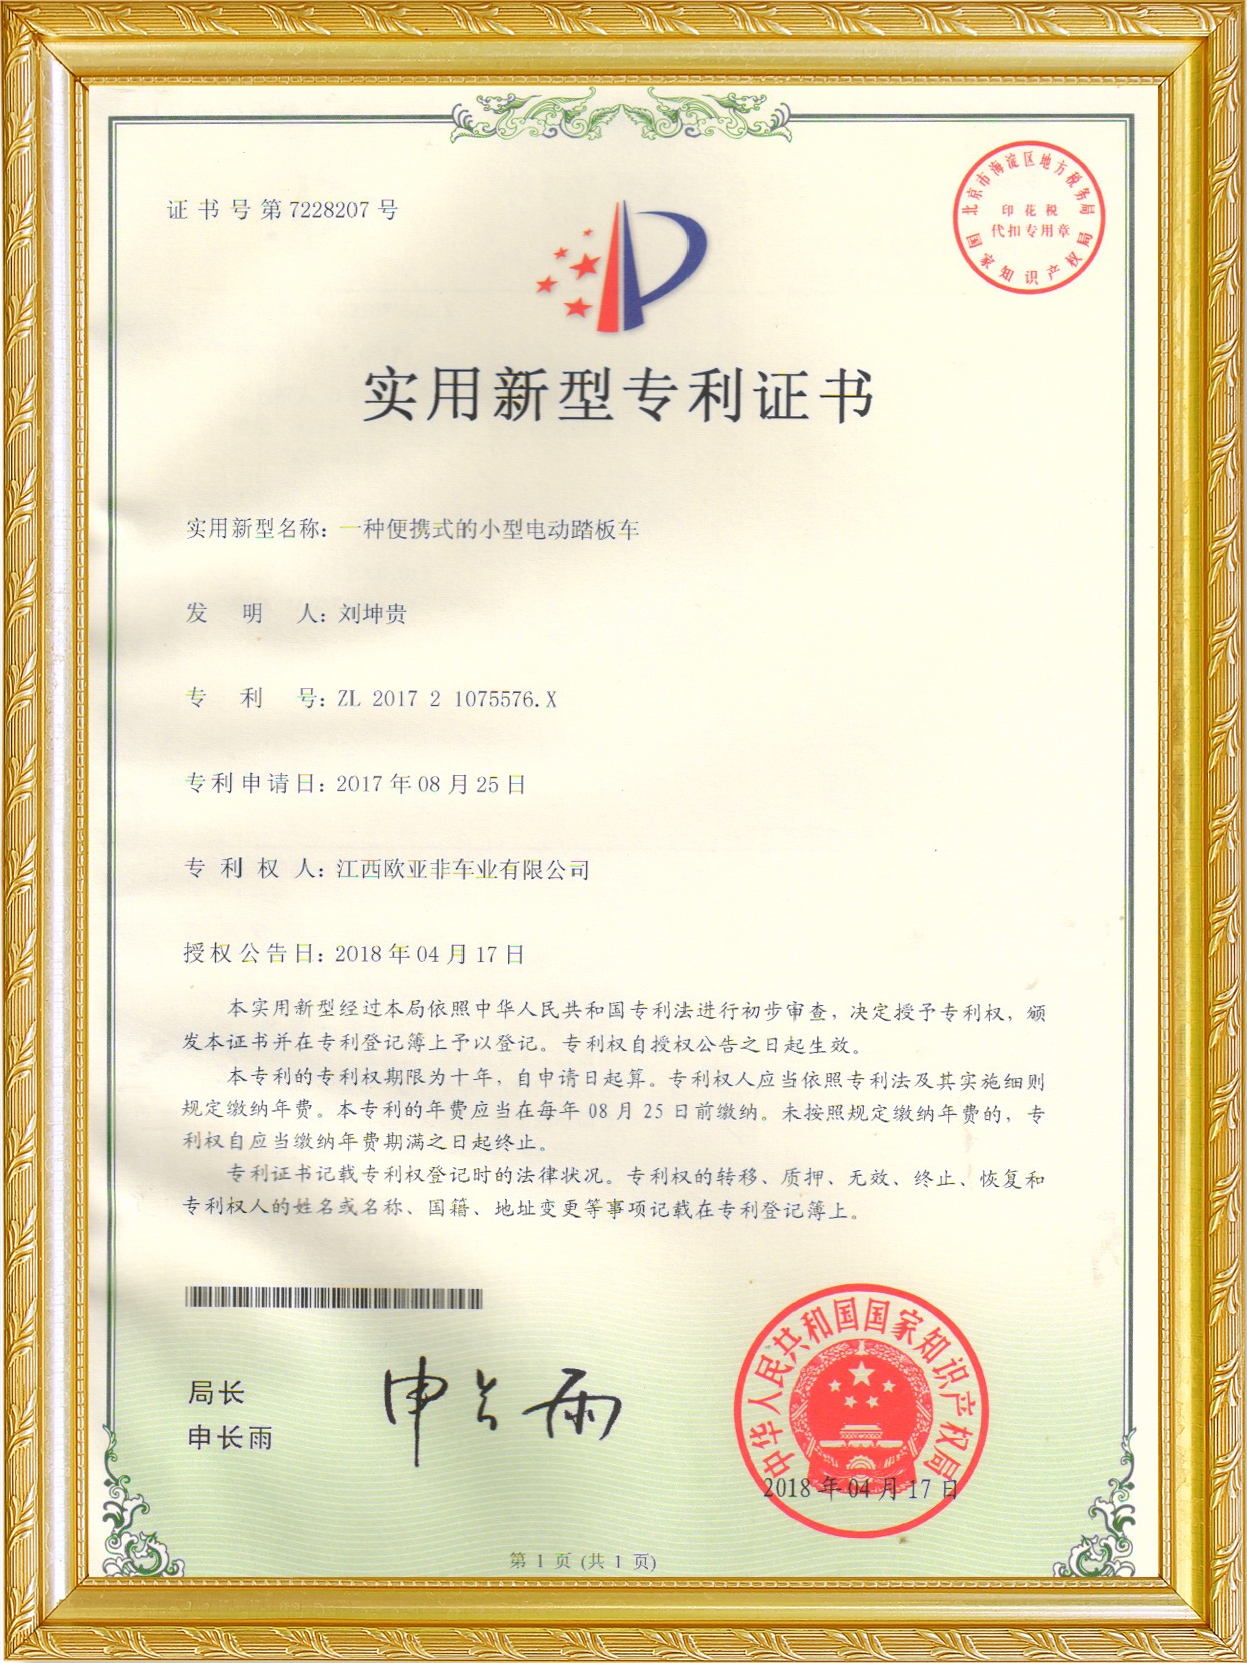 证书号第7228207号
北京市海淀区地方税务局
印花税
代扣专用章
国家知识产权局
实用新型专利证书
实用新型名称：一种便携式的小型电动踏板车
发明人：刘坤贵
专利号：ZL 2017 2 1075576.X
专利申请日：2017年08月25日
专利权人：江西欧亚非车业有限公司
授权公告日：2018年04月17日
本实用新型经过本局依照中华人民共和国专利法进行初步审查，决定授予专利权，颁
发本证书并在专利登记簿上予以登记。专利权自授权公告之日起生效。
本专利的专利权期限为十年，自申请日起算。专利权人应当依照专利法及其实施细则
规定缴纳年费。本专利的年费应当在每年08月25日前缴纳。未按照规定缴纳年费的，专
利权自应当缴纳年费期满之日起终止。
专利证书记载专利权登记时的法律状况。专利权的转移、质押、无效、终止、恢复和
专利权人的姓名或名称、国籍、地址变更等事项记载在专利登记簿上。
局长
申长雨
申长雨
中华人民共和国国家知识产权局
2018年04月17日
第1页(共1页)